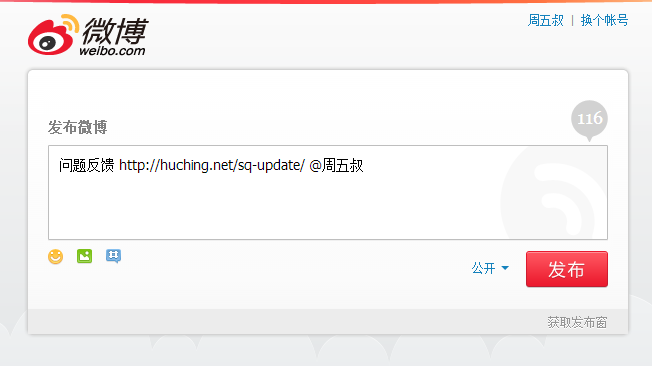 微博
weibo.com
周五叔 | 换个帐号
发布微博
116
问题反馈 http://huching.net/sq-update/ @周五叔
公开
发布
获取发布窗